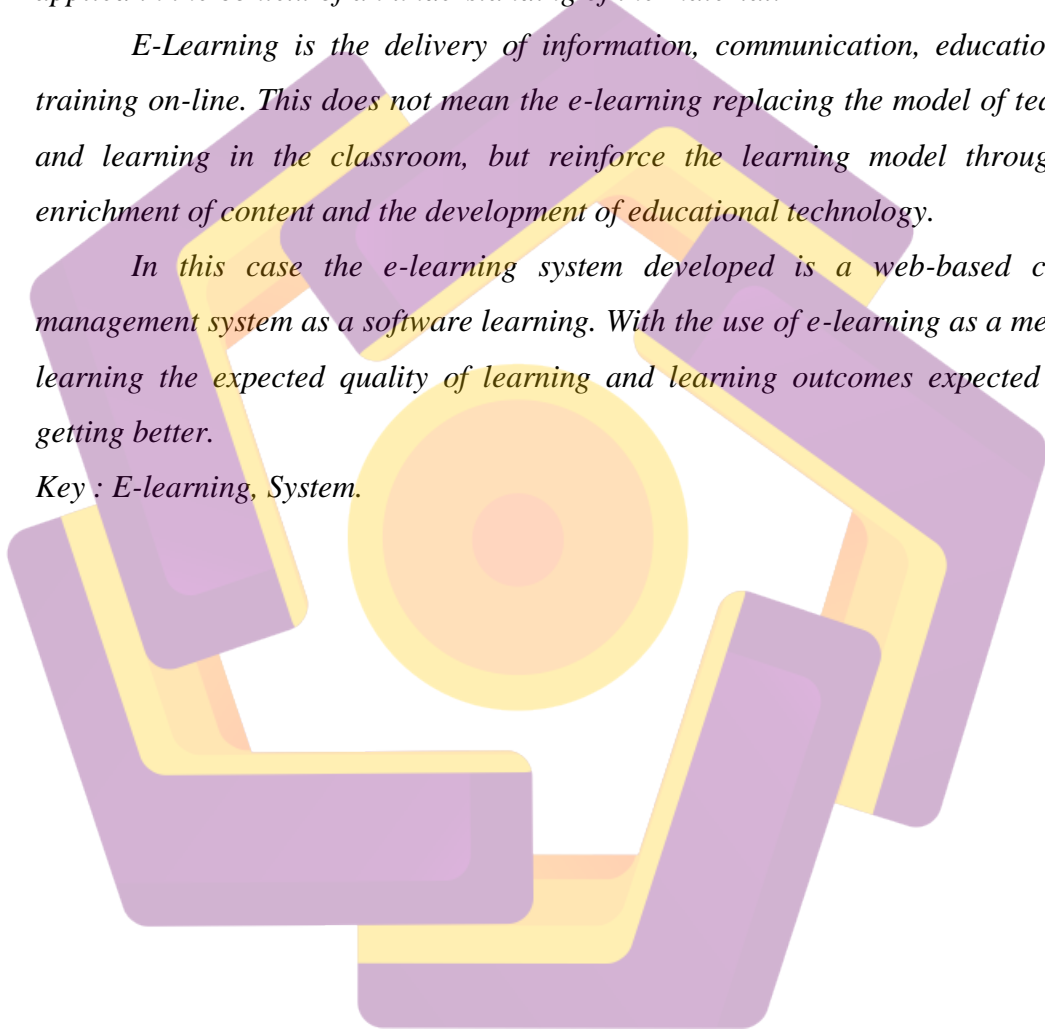 E-Learning is the delivery of information, communication, educatio
training on-line. This does not mean the e-learning replacing the model of tea
and learning in the classroom, but reinforce the learning model throug
enrichment of content and the development of educational technology.
In this case the e-learning system developed is a web-based c
management system as a software learning. With the use of e-learning as a me
learning the expected quality of learning and learning outcomes expected
getting better.
Key : E-learning, System.